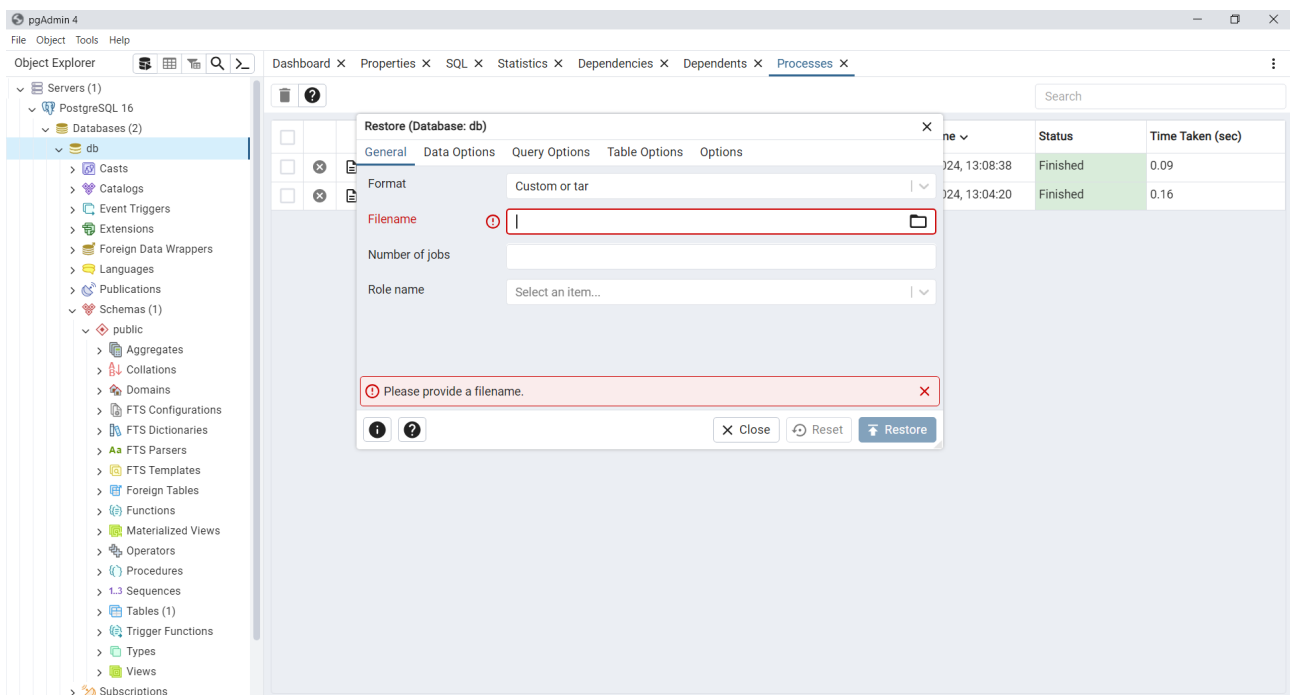 pgAdmin 4
File Object Tools Help
Object Explorer
Dashboard Properties SQL Statistics Dependencies Dependents Processes
Servers (1)
PostgreSQL 16
Databases (2)
db
Casts
Catalogs
Event Triggers
Extensions
Foreign Data Wrappers
Languages
Publications
Schemas (1)
public
Aggregates
Collations
Domains
FTS Configurations
FTS Dictionaries
Aa FTS Parsers
FTS Templates
Foreign Tables
Functions
Materialized Views
Operators
Procedures
1..3 Sequences
Tables (1)
Trigger Functions
Types
Views
Subscriptions
Search
Status Time Taken (sec)
024, 13:08:38 Finished 0.09
024, 13:04:20 Finished 0.16
Restore (Database: db)
General Data Options Query Options Table Options Options
Format Custom or tar
Filename
Number of jobs
Role name Select an item...
Please provide a filename.
Close Reset Restore